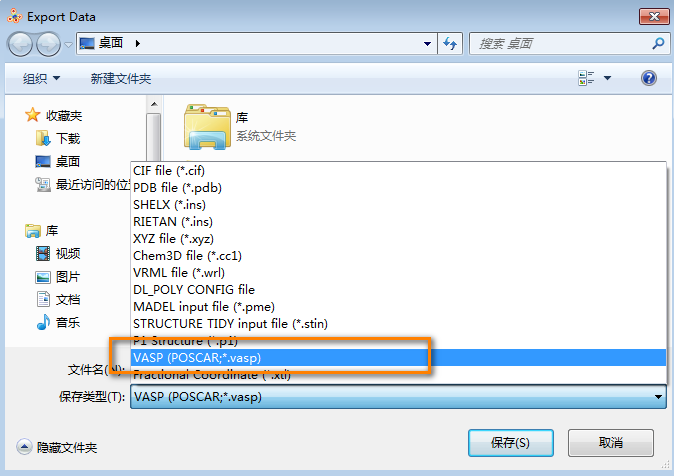 Export Data
桌面
搜索 桌面
组织
新建文件夹
收藏夹
下载
桌面
最近访问的位
库
视频
图片
文档
音乐
库
系统文件夹
CIF file (*.cif)
PDB file (*.pdb)
SHELX (*.ins)
RIETAN (*.ins)
XYZ file (*.xyz)
Chem3D file (*.cc1)
VRML file (*.wrl)
DL_POLY CONFIG file
MADEL input file (*.pme)
STRUCTURE TIDY input file (*.stin)
P1 Structure (*.p1)
VASP (POSCAR;*.vasp)
Fractional Coordinate (*.xtl)
文件名(N):
保存类型(T):
VASP (POSCAR;*.vasp)
隐藏文件夹
保存(S)
取消